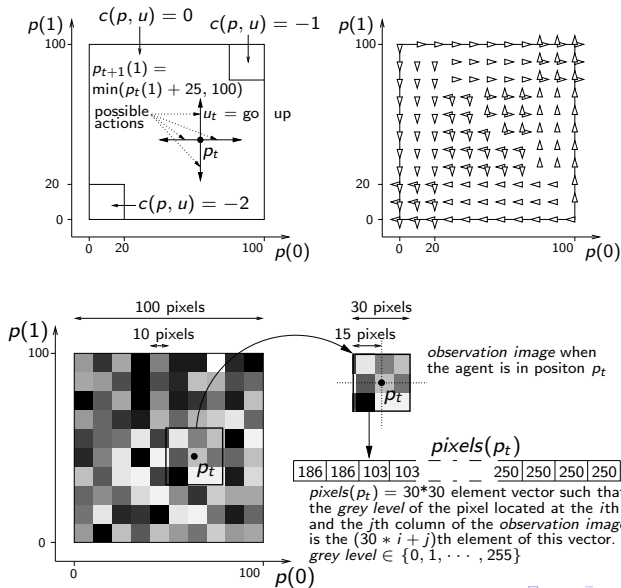 p(1)
c(p, u) = 0
c(p, u) = −1
100
p_{t+1}(1) =
min(p_t(1) + 25, 100)
possible
actions
u_t = go up
p_t
20
c(p, u) = −2
0
0
20
100
p(0)
p(1)
100
20
0
0
20
100
p(0)
100 pixels
p(1)
10 pixels
100
p_t
0
0
100
p(0)
30 pixels
15 pixels
p_t
observation image when
the agent is in positon p_t
pixels(p_t)
186 186 103 103 250 250 250 250
pixels(p_t) = 30*30 element vector such that
the grey level of the pixel located at the ith
and the jth column of the observation image
is the (30 * i + j)th element of this vector.
grey level ∈ {0, 1, · · · , 255}